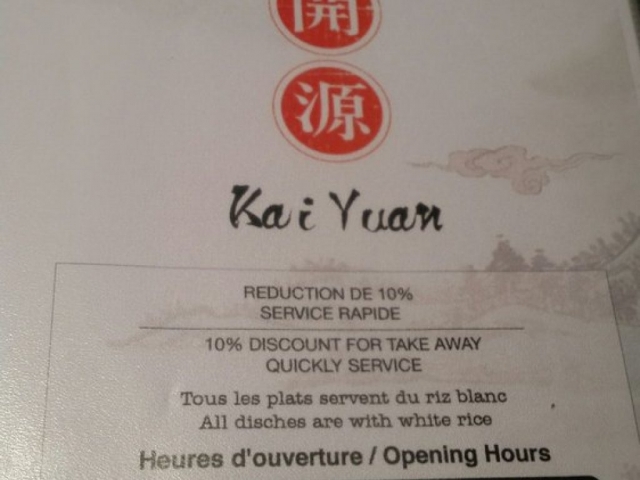 開
源
Kai Yuan
REDUCTION DE 10%
SERVICE RAPIDE
10% DISCOUNT FOR TAKE AWAY
QUICKLY SERVICE
Tous les plats servent du riz blanc
All disches are with white rice
Heures d'ouverture / Opening Hours